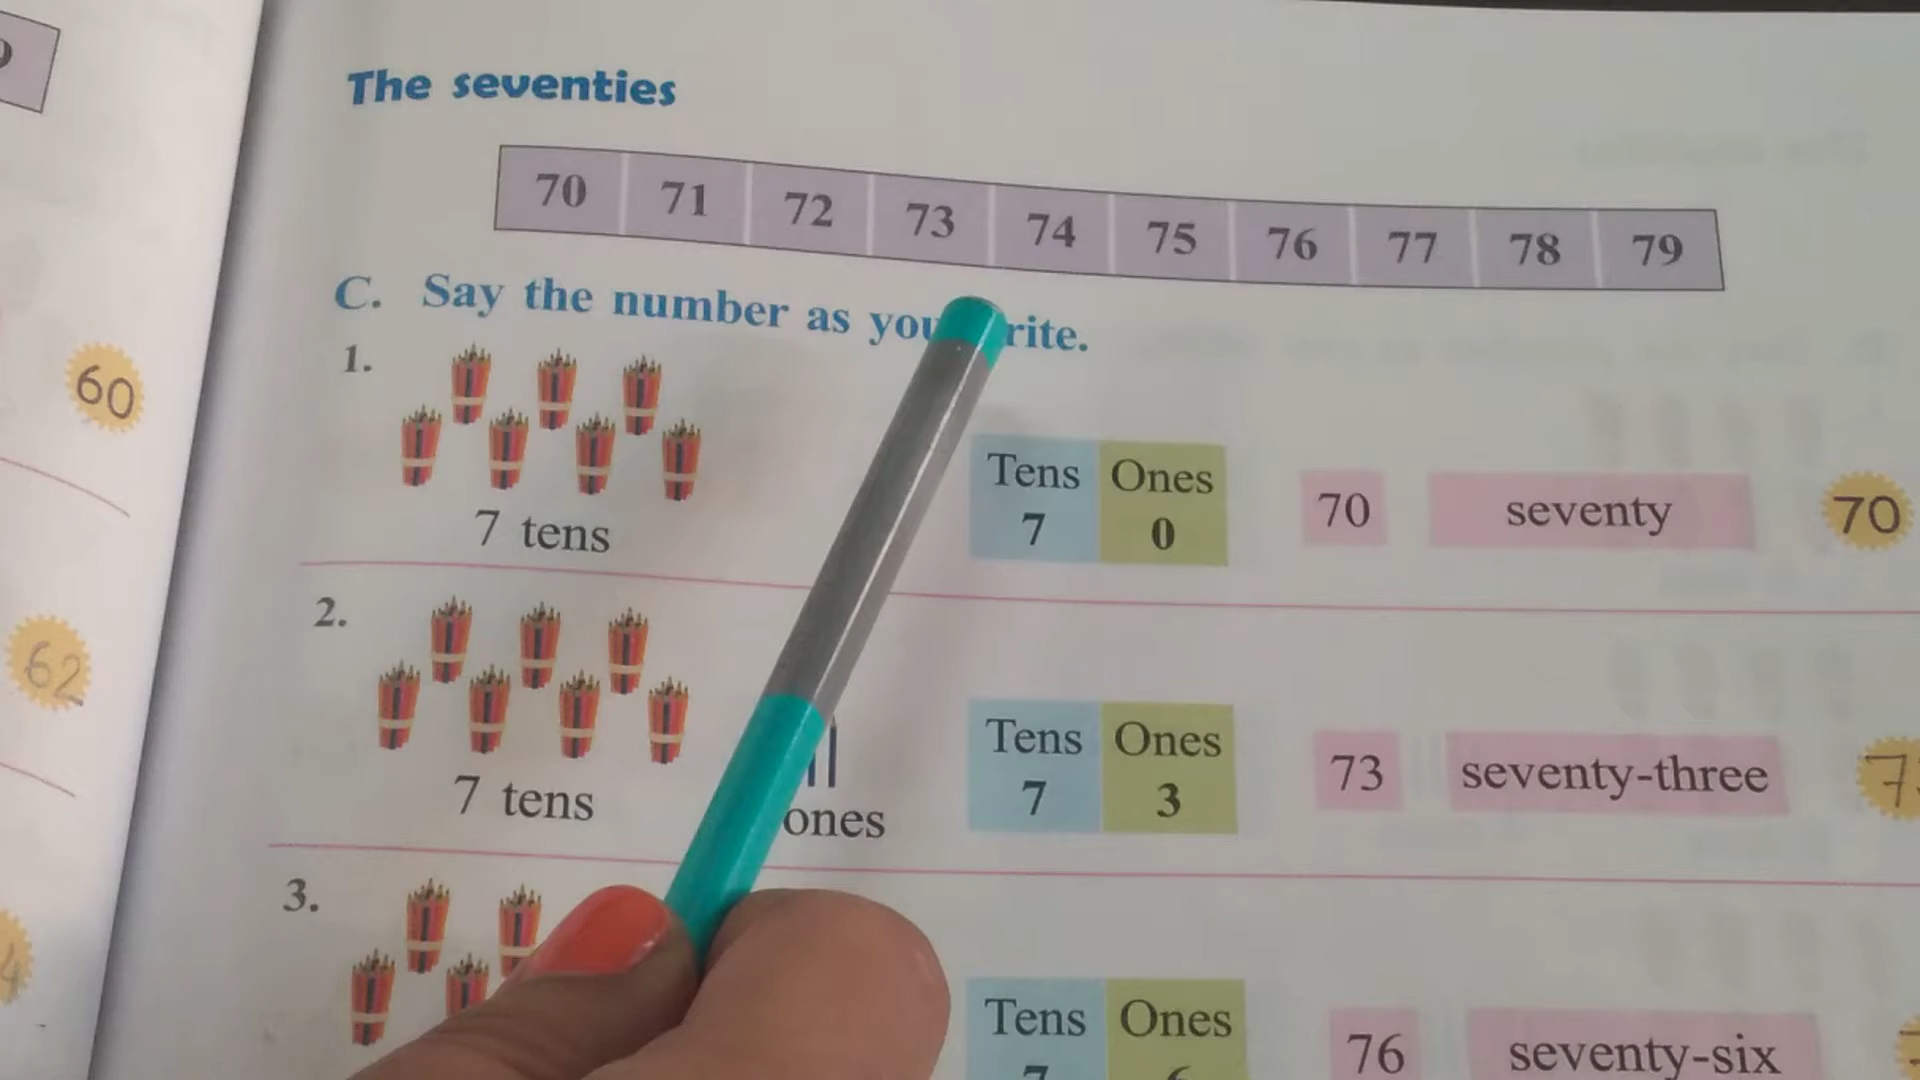 The seventies
70 71 72 73 74 75 76 77 78 79
C. Say the number as you
1.
Tens Ones
7 0
70 seventy 70
7 tens
2.
Tens Ones
7 3
73 seventy-three
7 tens ones
3.
Tens Ones
76 seventy-six
60
62